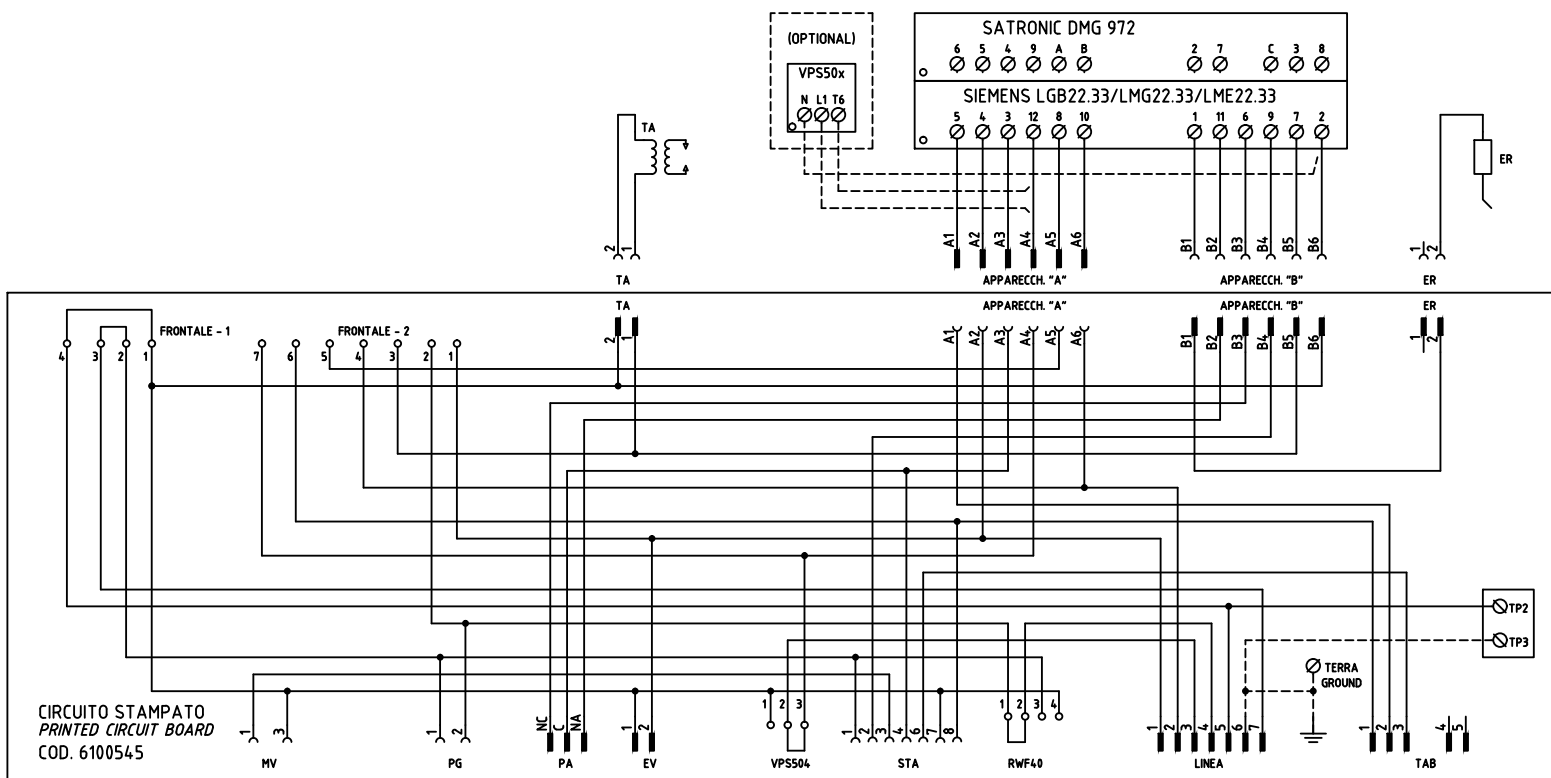 (OPTIONAL)
VPS50x
N L1 T6
SATRONIC DMG 972
6 5 4 9 A B 2 7 C 3 8
SIEMENS LGB22.33/LMG22.33/LME22.33
5 4 3 12 8 10 1 11 6 9 7 2
TA
ER
2 1
A1 A2 A3 A4 A5 A6
B1 B2 B3 B4 B5 B6
1 2
TA
APPARECCH. "A"
APPARECCH. "B"
ER
TA
APPARECCH. "A"
APPARECCH. "B"
ER
FRONTALE - 1
FRONTALE - 2
4 3 2 1
7 6 5 4 3 2 1
2 1
A1 A2 A3 A4 A5 A6
B1 B2 B3 B4 B5 B6
1 2
TP2
TP3
TERRA
GROUND
CIRCUITO STAMPATO
PRINTED CIRCUIT BOARD
COD. 6100545
1 3
1 2
NC C NA
1 2
1 2 3
1 2 3 4 6 7 8
1 2 3 4
1 2 3 4 5 6 7
1 2 3 4 5
MV
PG
PA
EV
VPS504
STA
RWF40
LINEA
TAB